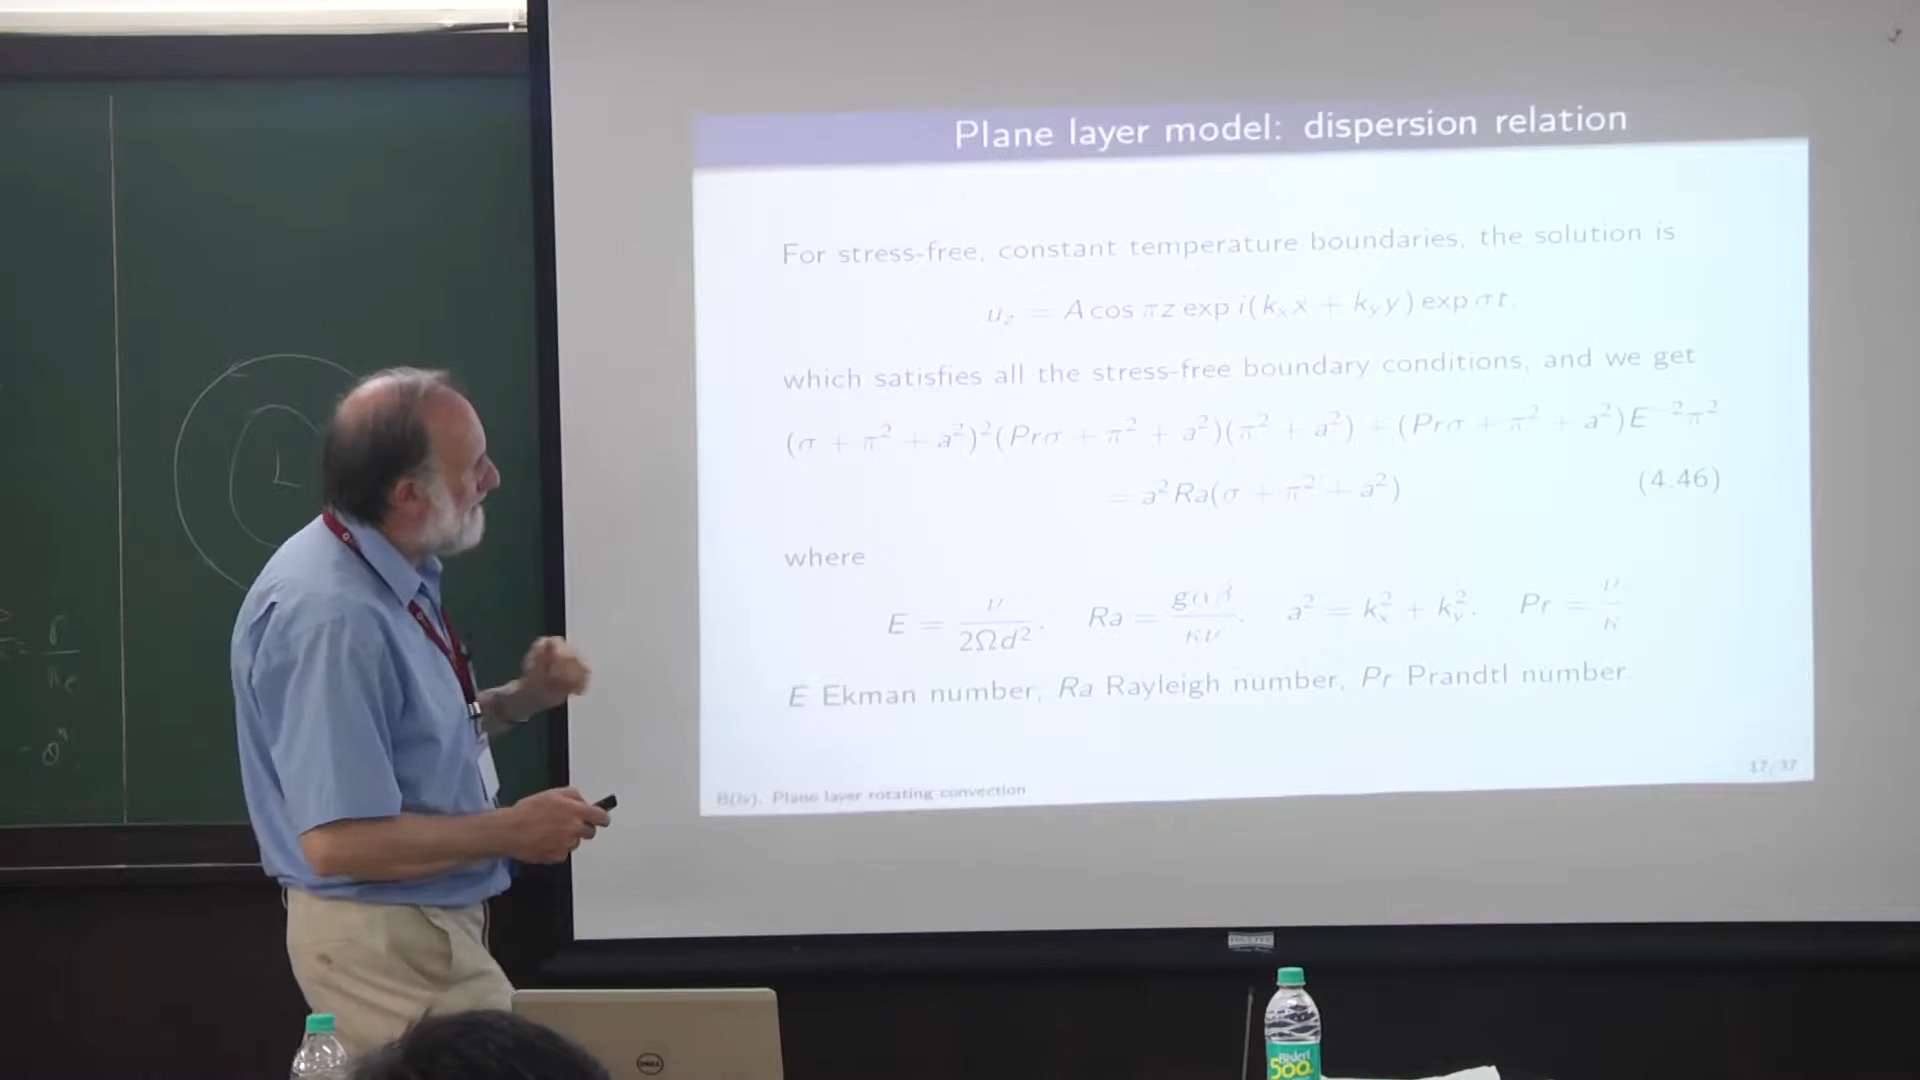 Plane layer model: dispersion relation
For stress-free, constant temperature boundaries, the solution is
u_z = A cos πz exp i(k_x x + k_y y) exp σt.
which satisfies all the stress-free boundary conditions, and we get
(σ + π² + a²)²(Prσ + π² + a²)(π² + a²) + (Prσ + π² + a²)E⁻²π²
= a²Ra(σ + π² + a²) (4.46)
where
E = ν/2Ωd², Ra = gαβ/κν, a² = k_x² + k_y², Pr = ν/κ
E Ekman number, Ra Rayleigh number, Pr Prandtl number.
B(iv). Plane layer rotating convection 17/37
DELL
Bisleri
500